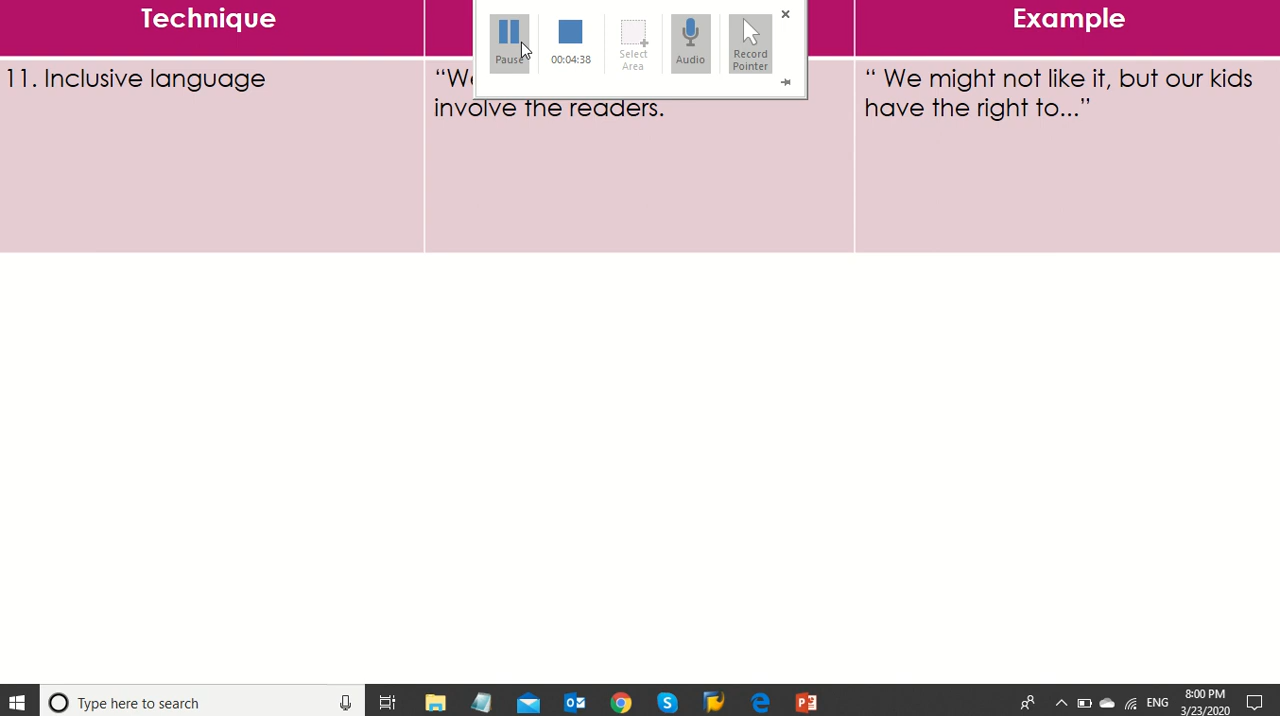 Technique
Example
Pause
00:04:38
Select
Area
Audio
Record
Pointer
11. Inclusive language
involve the readers.
“ We might not like it, but our kids
have the right to...”
Type here to search
ENG
8:00 PM
3/23/2020